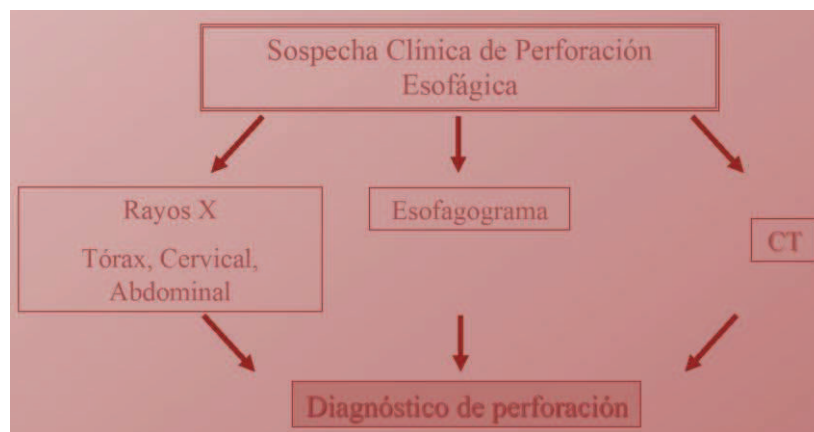 Sospecha Clínica de Perforación
Esofágica
Rayos X
Tórax, Cervical,
Abdominal
Esofagograma
CT
Diagnóstico de perforación